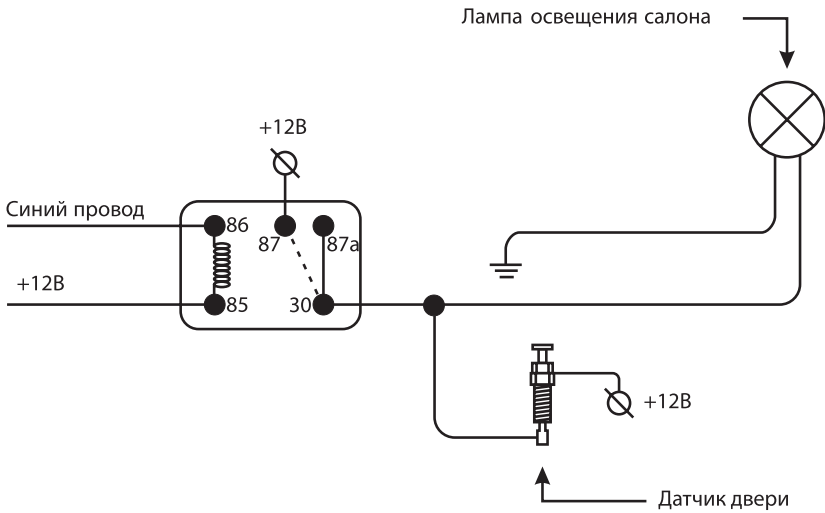 Лампа освещения салона
+12В
Синий провод
86
87
87а
+12В
85
30
+12В
Датчик двери